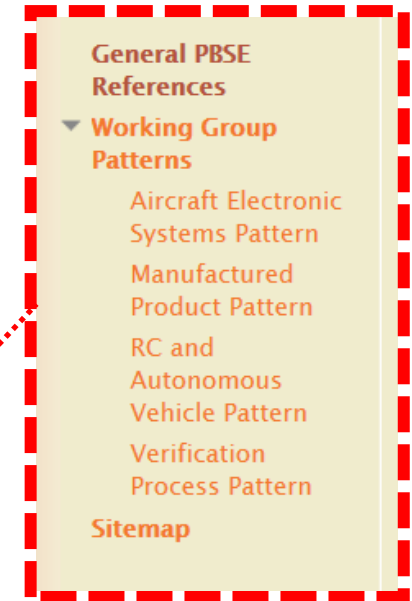 General PBSE
References
Working Group
Patterns
Aircraft Electronic
Systems Pattern
Manufactured
Product Pattern
RC and
Autonomous
Vehicle Pattern
Verification
Process Pattern
Sitemap